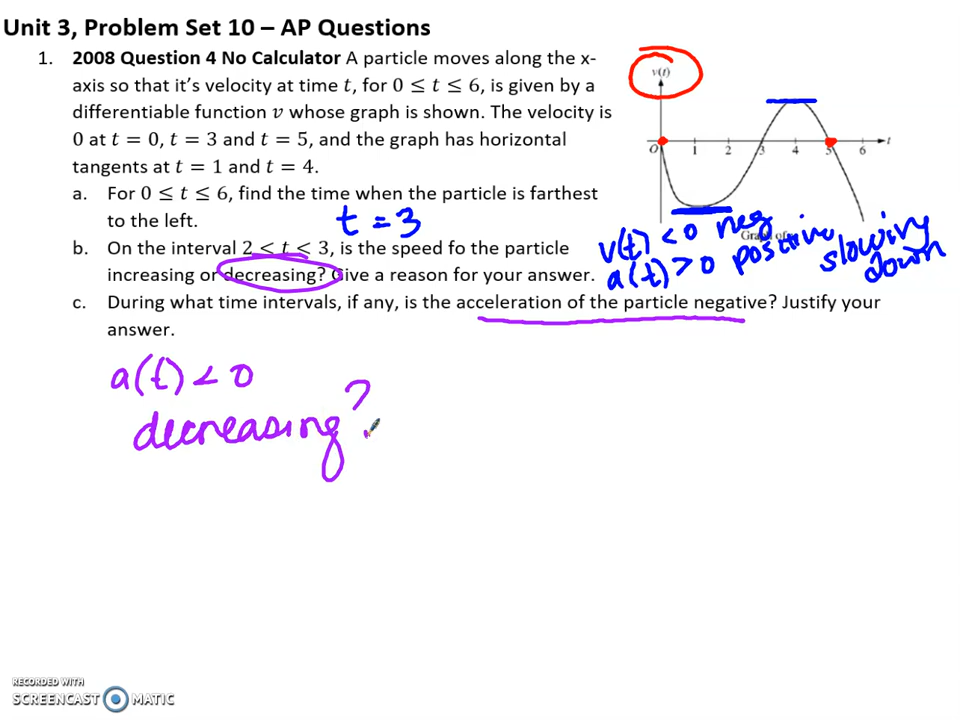 Unit 3, Problem Set 10 – AP Questions
1. 2008 Question 4 No Calculator A particle moves along the x-
axis so that it's velocity at time t, for 0 ≤ t ≤ 6, is given by a
differentiable function v whose graph is shown. The velocity is
0 at t = 0, t = 3 and t = 5, and the graph has horizontal
tangents at t = 1 and t = 4.
a. For 0 ≤ t ≤ 6, find the time when the particle is farthest
to the left.
t = 3
b. On the interval 2 < t < 3, is the speed fo the particle
increasing or decreasing? Give a reason for your answer.
c. During what time intervals, if any, is the acceleration of the particle negative? Justify your
answer.
v(t)
O 1 2 3 4 5 6 t
Graph of
v(t) < 0 neg
a(t) > 0 positive
slowing
down
a(t) < 0
decreasing?
RECORDED WITH
SCREENCAST MATIC